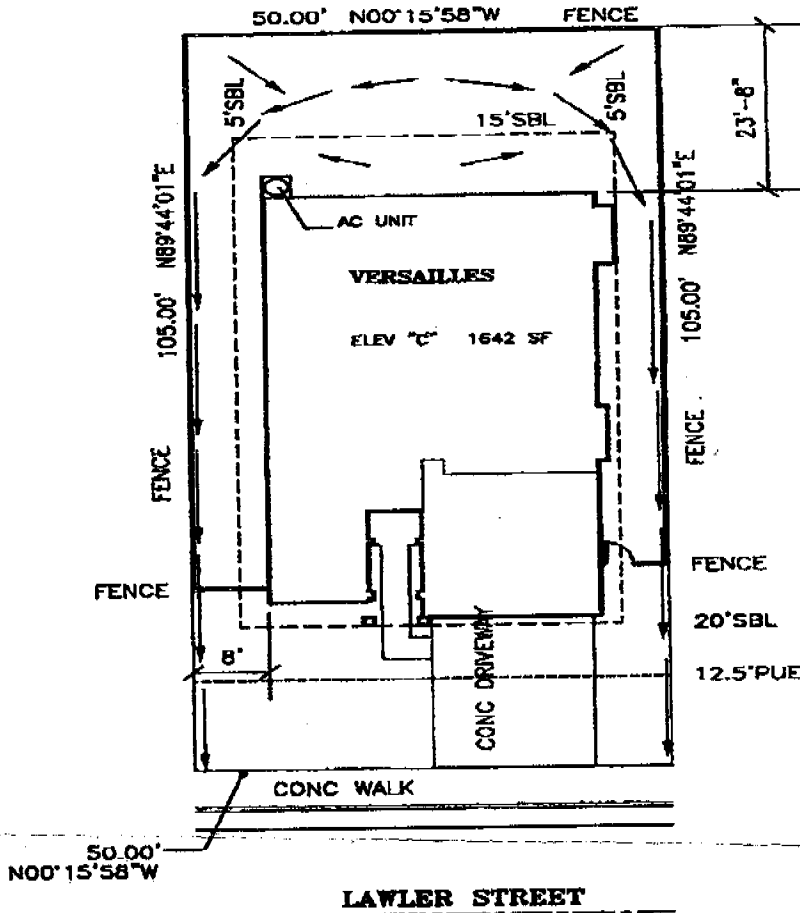 50.00' N00°15'58"W FENCE
5'SBL
15'SBL
5'SBL
23'-8"
105.00' N89°44'01"E
105.00' N89°44'01"E
AC UNIT
VERSAILLES
ELEV "C" 1642 SF
FENCE
FENCE
FENCE
FENCE
20'SBL
8'
12.5'PUE
CONC DRIVEWAY
CONC WALK
50.00'
N00°15'58"W
LAWLER STREET